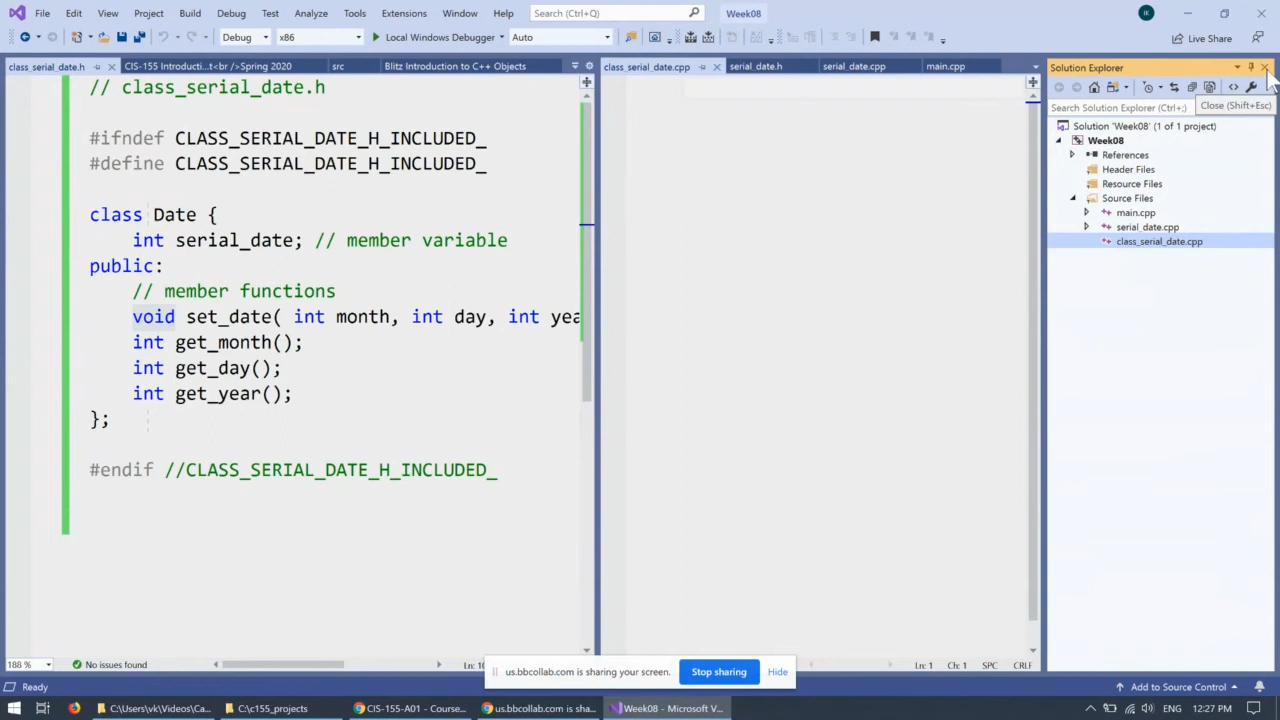 File Edit View Project Build Debug Test Analyze Tools Extensions Window Help Search (Ctrl+Q) Week08
Debug x86 Local Windows Debugger Auto Live Share
class_serial_date.h CIS-155 Introducti...t<br />Spring 2020 src Blitz Introduction to C++ Objects class_serial_date.cpp serial_date.h serial_date.cpp main.cpp Solution Explorer
// class_serial_date.h
#ifndef CLASS_SERIAL_DATE_H_INCLUDED_
#define CLASS_SERIAL_DATE_H_INCLUDED_
class Date {
int serial_date; // member variable
public:
// member functions
void set_date( int month, int day, int yea
int get_month();
int get_day();
int get_year();
};
#endif //CLASS_SERIAL_DATE_H_INCLUDED_
Search Solution Explorer (Ctrl+;) Close (Shift+Esc)
Solution 'Week08' (1 of 1 project)
Week08
References
Header Files
Resource Files
Source Files
main.cpp
serial_date.cpp
class_serial_date.cpp
188 % No issues found Ln: 10 Ln: 1 Ch: 1 SPC CRLF
us.bbcollab.com is sharing your screen. Stop sharing Hide
Ready Add to Source Control
C:\Users\vk\Videos\Ca... C:\c155_projects CIS-155-A01 - Course... us.bbcollab.com is sha... Week08 - Microsoft V... ENG 12:27 PM